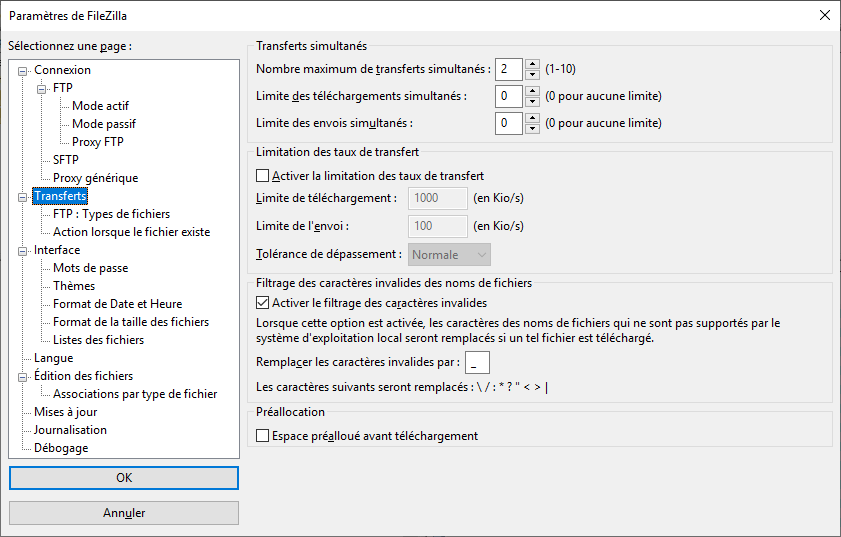 Paramètres de FileZilla
Sélectionnez une page :
Connexion
FTP
Mode actif
Mode passif
Proxy FTP
SFTP
Proxy générique
Transferts
FTP : Types de fichiers
Action lorsque le fichier existe
Interface
Mots de passe
Thèmes
Format de Date et Heure
Format de la taille des fichiers
Listes des fichiers
Langue
Édition des fichiers
Associations par type de fichier
Mises à jour
Journalisation
Débogage
OK
Annuler
Transferts simultanés
Nombre maximum de transferts simultanés : 2 (1-10)
Limite des téléchargements simultanés : 0 (0 pour aucune limite)
Limite des envois simultanés : 0 (0 pour aucune limite)
Limitation des taux de transfert
Activer la limitation des taux de transfert
Limite de téléchargement : 1000 (en Kio/s)
Limite de l'envoi : 100 (en Kio/s)
Tolérance de dépassement : Normale
Filtrage des caractères invalides des noms de fichiers
Activer le filtrage des caractères invalides
Lorsque cette option est activée, les caractères des noms de fichiers qui ne sont pas supportés par le
système d'exploitation local seront remplacés si un tel fichier est téléchargé.
Remplacer les caractères invalides par : _
Les caractères suivants seront remplacés : \ / : * ? " < > |
Préallocation
Espace préalloué avant téléchargement